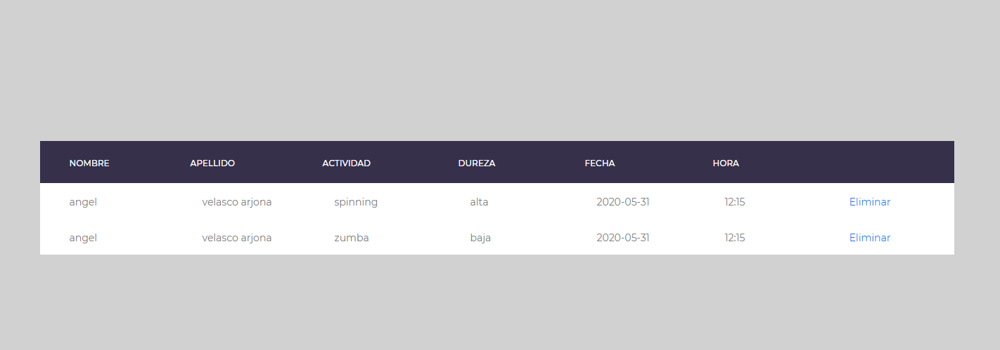 NOMBRE APELLIDO ACTIVIDAD DUREZA FECHA HORA
angel velasco arjona spinning alta 2020-05-31 12:15 Eliminar
angel velasco arjona zumba baja 2020-05-31 12:15 Eliminar